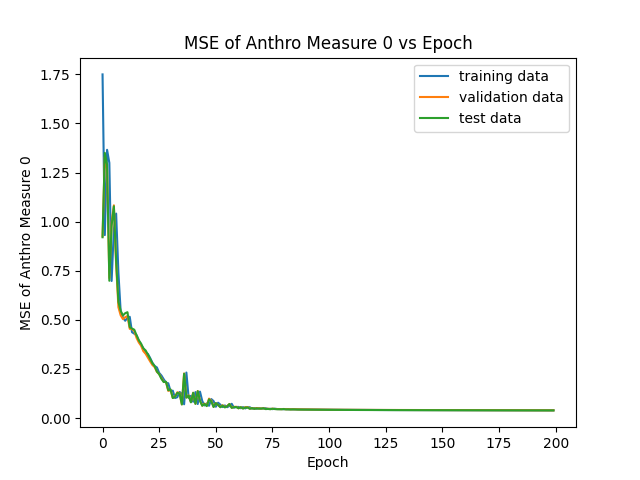 MSE of Anthro Measure 0 vs Epoch
training data
validation data
test data
MSE of Anthro Measure 0
1.75
1.50
1.25
1.00
0.75
0.50
0.25
0.00
0
25
50
75
100
125
150
175
200
Epoch